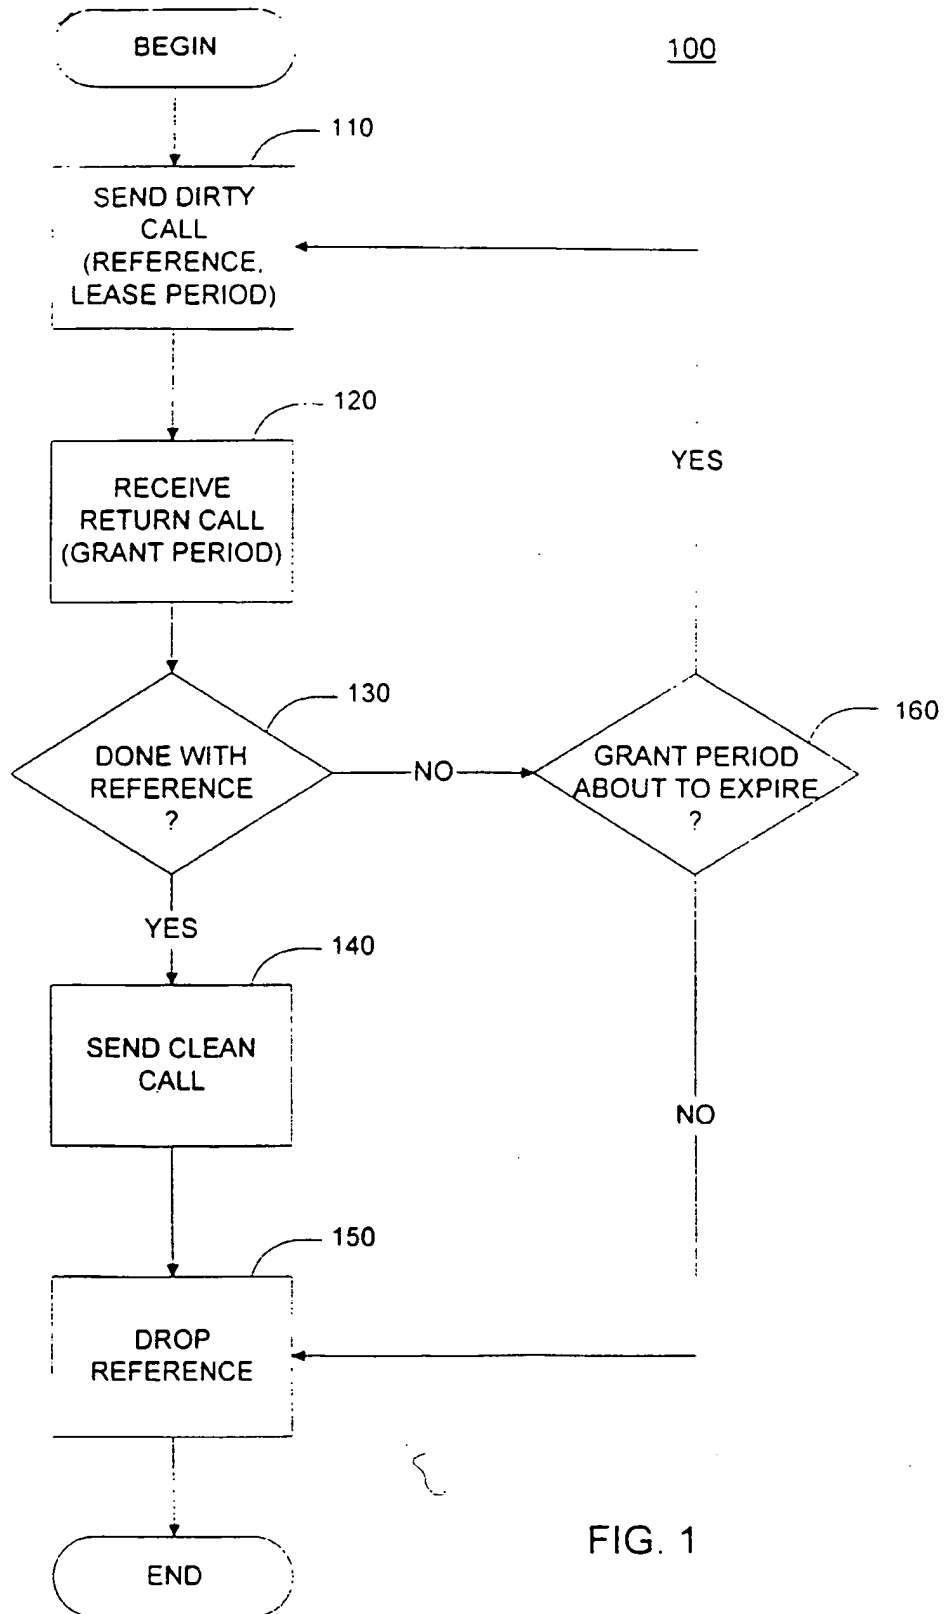 BEGIN
100
110
SEND DIRTY
CALL
(REFERENCE,
LEASE PERIOD)
120
RECEIVE
RETURN CALL
(GRANT PERIOD)
YES
130
DONE WITH
REFERENCE
?
NO
160
GRANT PERIOD
ABOUT TO EXPIRE
?
YES
140
SEND CLEAN
CALL
NO
150
DROP
REFERENCE
END
FIG. 1